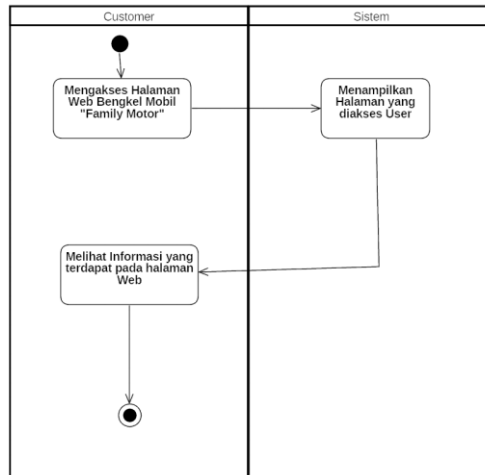 Customer
Sistem
Mengakses Halaman
Web Bengkel Mobil
"Family Motor"
Menampilkan
Halaman yang
diakses User
Melihat Informasi yang
terdapat pada halaman
Web